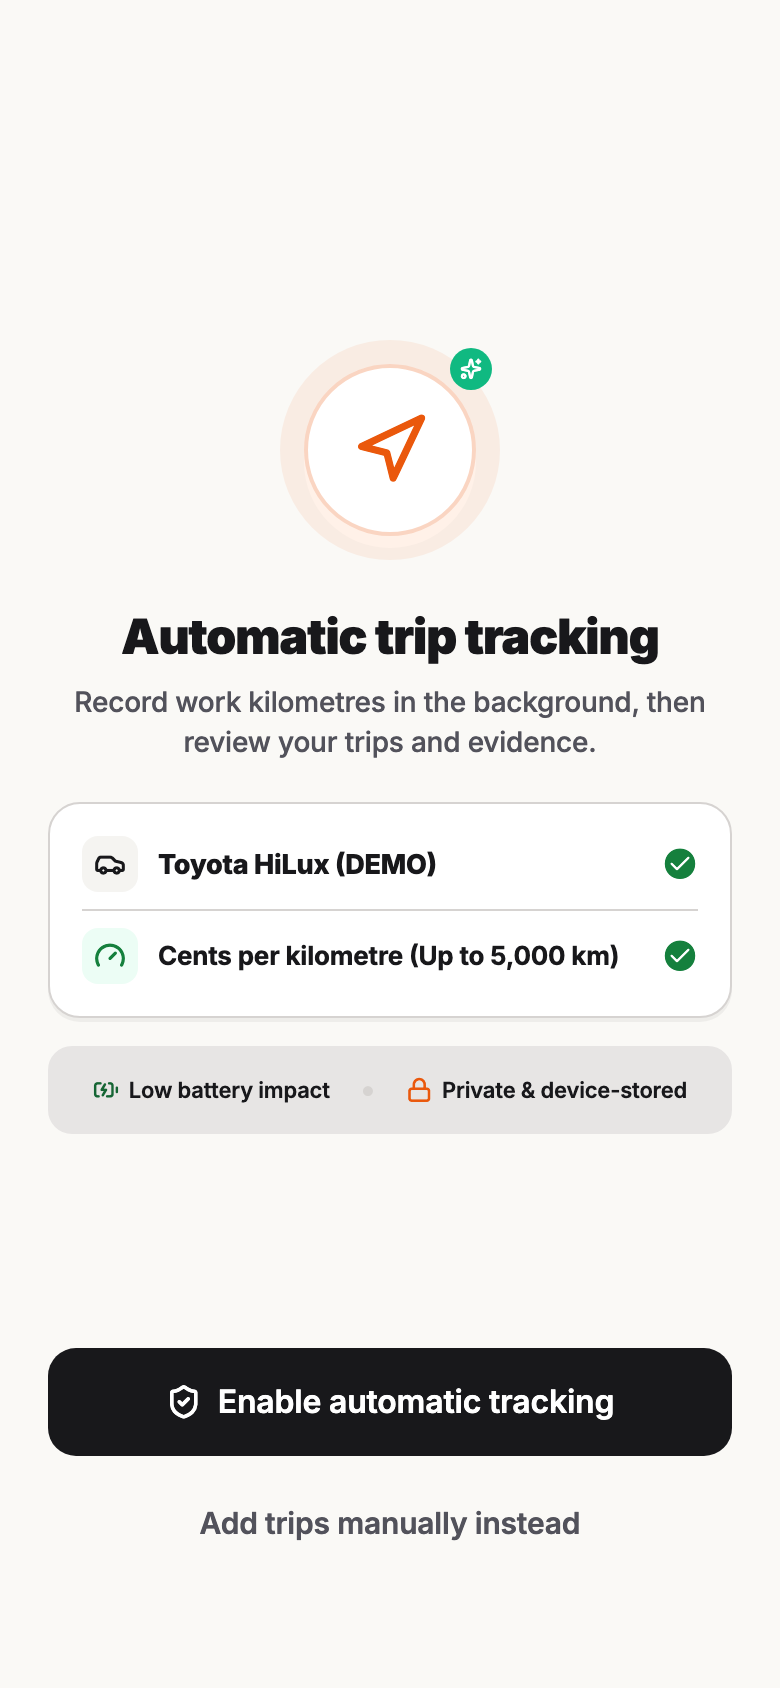 Automatic trip tracking
Record work kilometres in the background, then
review your trips and evidence.
Toyota HiLux (DEMO)
Cents per kilometre (Up to 5,000 km)
Low battery impact
Private & device-stored
Enable automatic tracking
Add trips manually instead